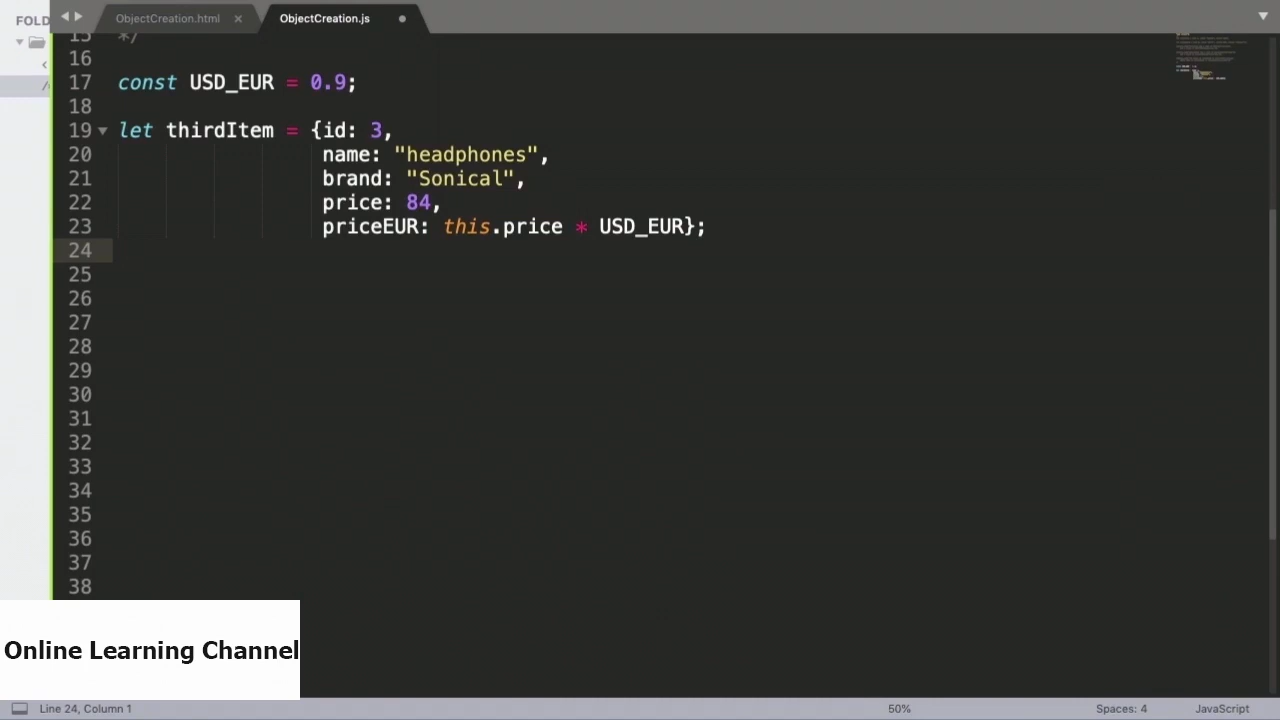 FOLD
ObjectCreation.html ×
ObjectCreation.js
15 */
16
17 const USD_EUR = 0.9;
18
19 let thirdItem = {id: 3,
20 name: "headphones",
21 brand: "Sonical",
22 price: 84,
23 priceEUR: this.price * USD_EUR};
24
25
26
27
28
29
30
31
32
33
34
35
36
37
38
Online Learning Channel
Line 24, Column 1
50%
Spaces: 4
JavaScript